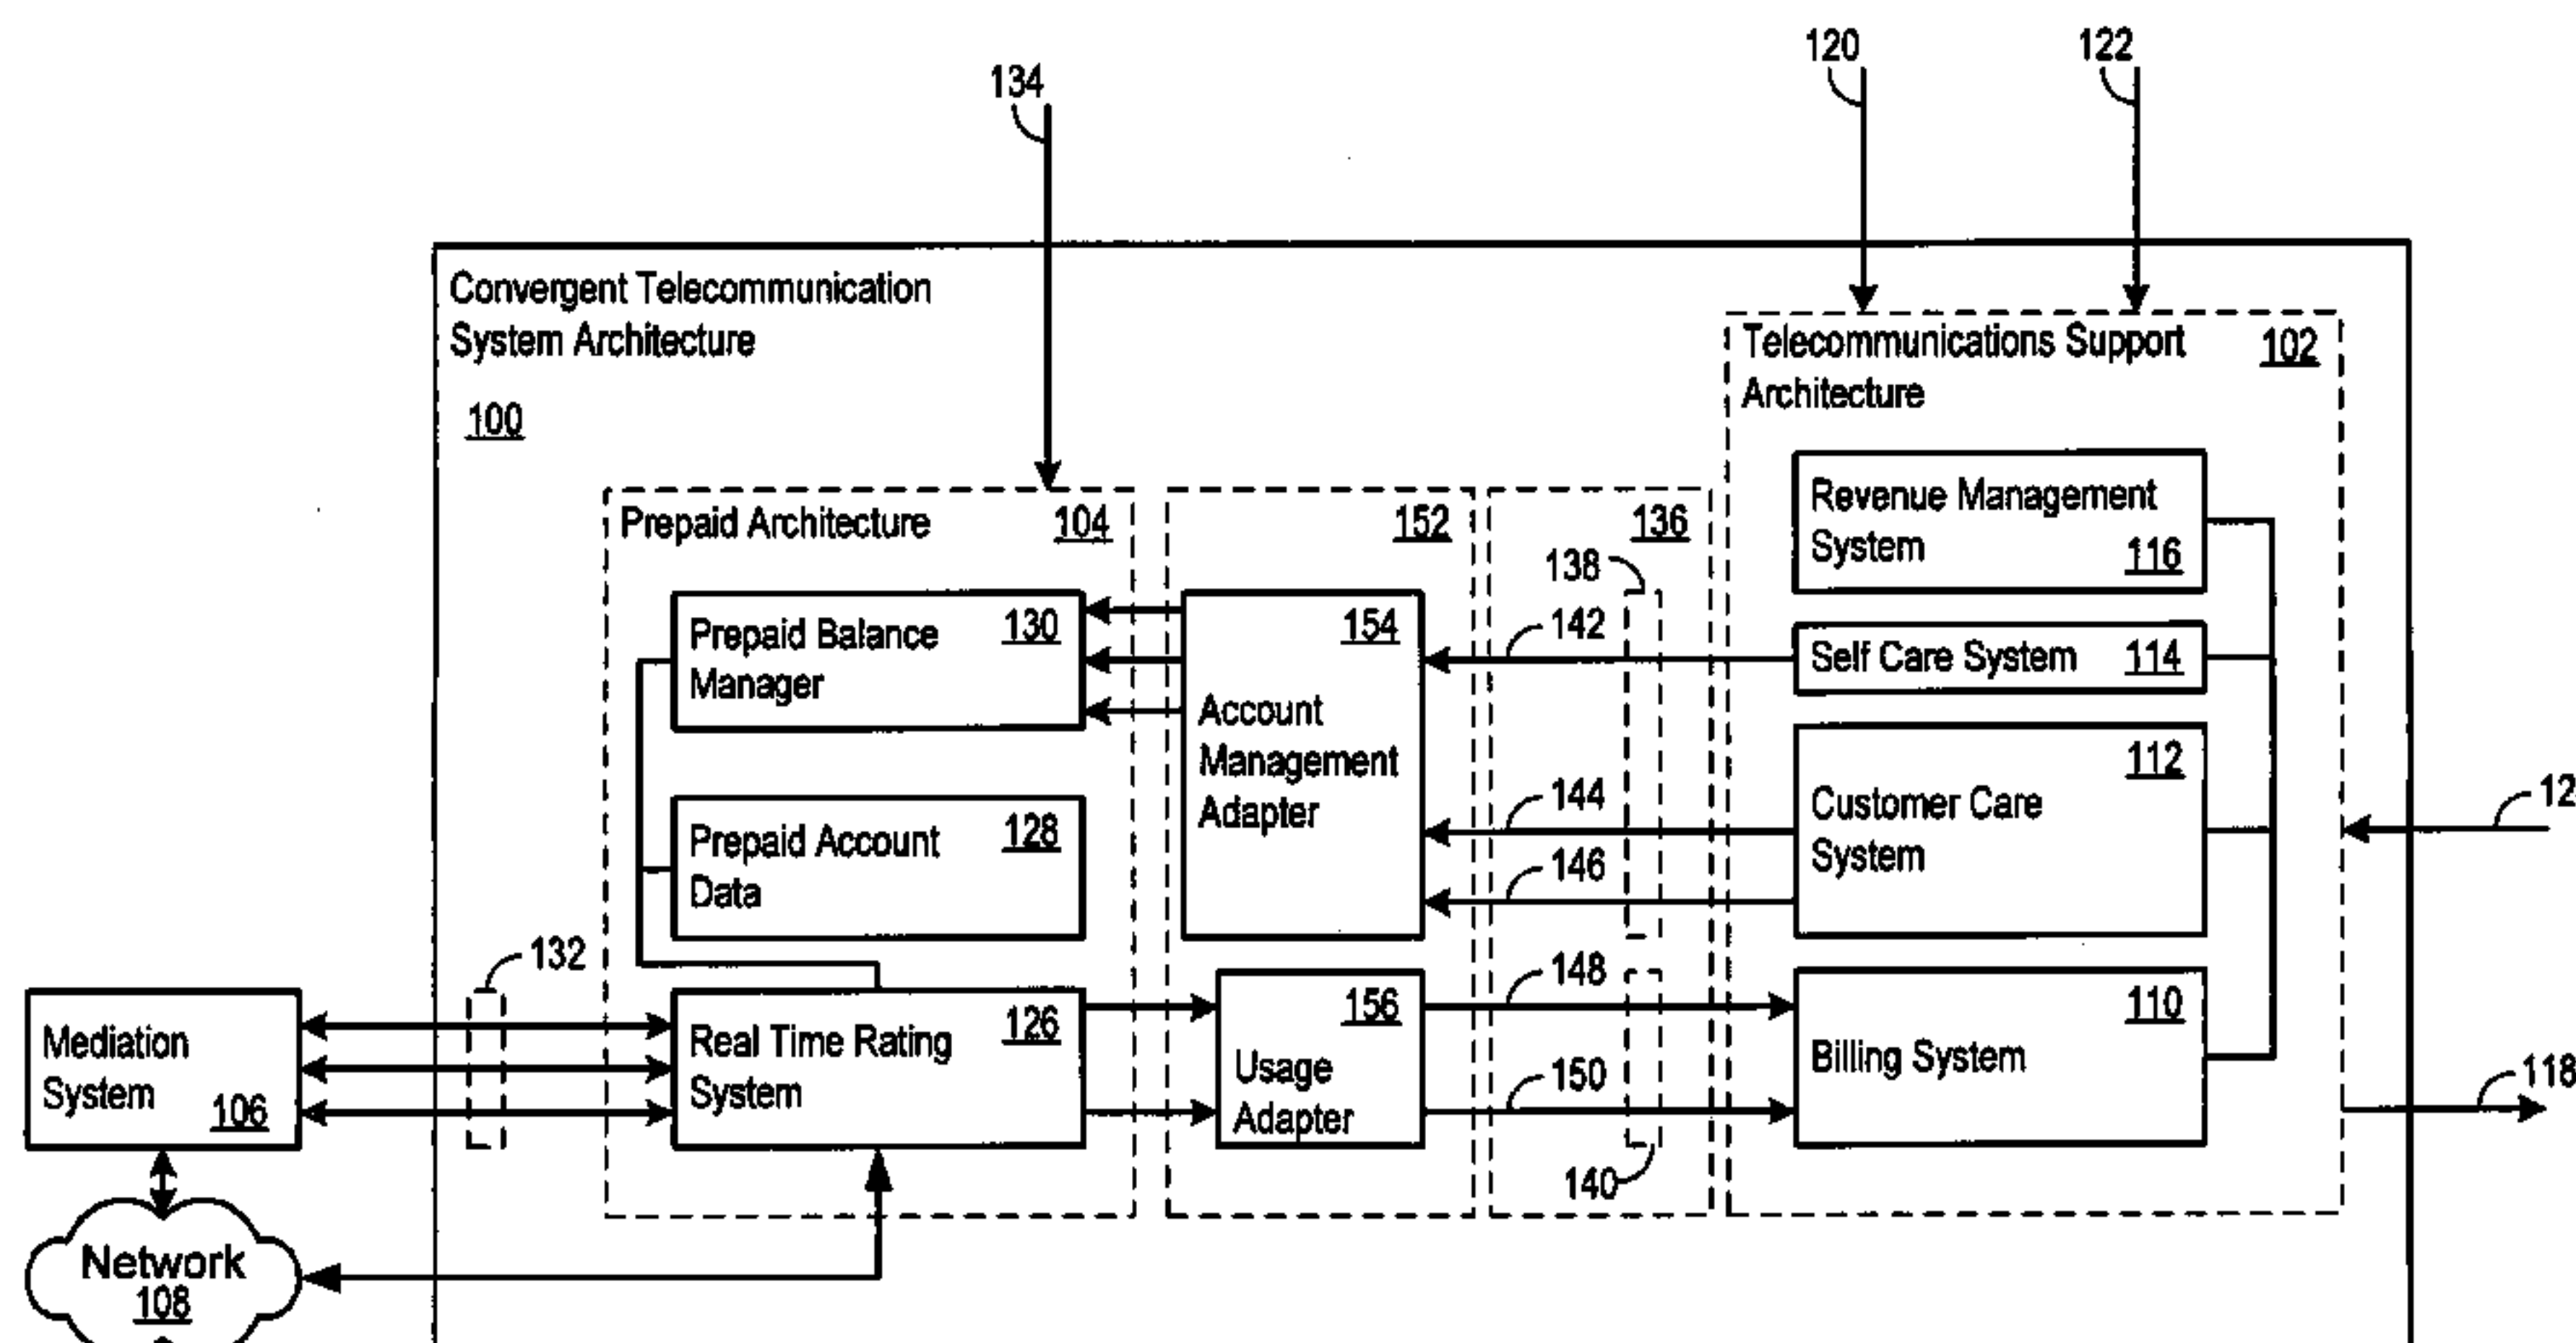 120
122
134
Convergent Telecommunication
System Architecture
100
Telecommunications Support
Architecture
102
Prepaid Architecture
104
152
136
Revenue Management
System
116
138
Prepaid Balance
Manager
130
154
Account
Management
Adapter
142
Self Care System
114
144
146
Customer Care
System
112
12
Prepaid Account
Data
128
132
148
150
140
Mediation
System
106
Real Time Rating
System
126
156
Usage
Adapter
Billing System
110
118
Network
108